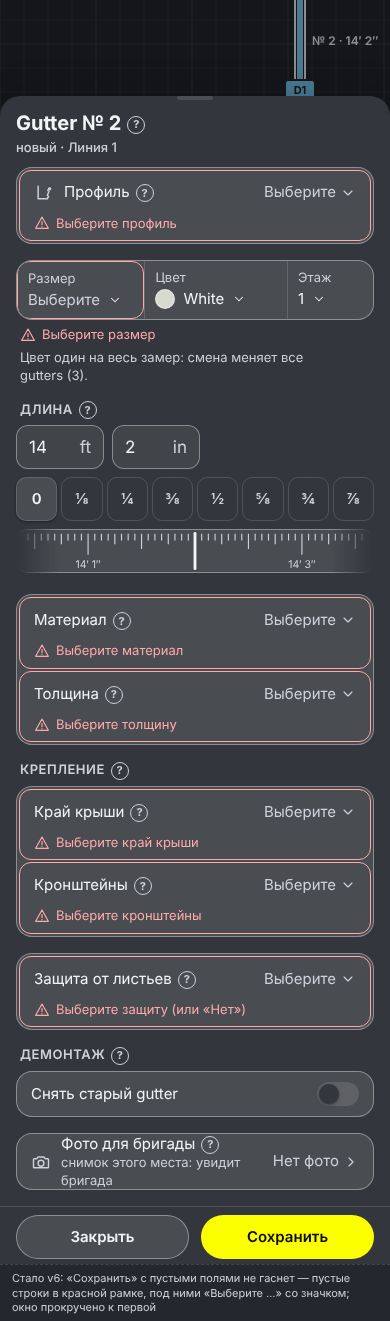 № 2 · 14′ 2″
D1
Gutter № 2 ?
новый · Линия 1
Профиль ? Выберите
Выберите профиль
Размер Цвет Этаж
Выберите White 1
Выберите размер
Цвет один на весь замер: смена меняет все
gutters (3).
ДЛИНА ?
14 ft 2 in
0 ⅛ ¼ ⅜ ½ ⅝ ¾ ⅞
14′ 1″ 14′ 3″
Материал ? Выберите
Выберите материал
Толщина ? Выберите
Выберите толщину
КРЕПЛЕНИЕ ?
Край крыши ? Выберите
Выберите край крыши
Кронштейны ? Выберите
Выберите кронштейны
Защита от листьев ? Выберите
Выберите защиту (или «Нет»)
ДЕМОНТАЖ ?
Снять старый gutter
Фото для бригады ?
снимок этого места: увидит
бригада
Нет фото
Закрыть Сохранить
Стало v6: «Сохранить» с пустыми полями не гаснет — пустые
строки в красной рамке, под ними «Выберите ...» со значком;
окно прокручено к первой